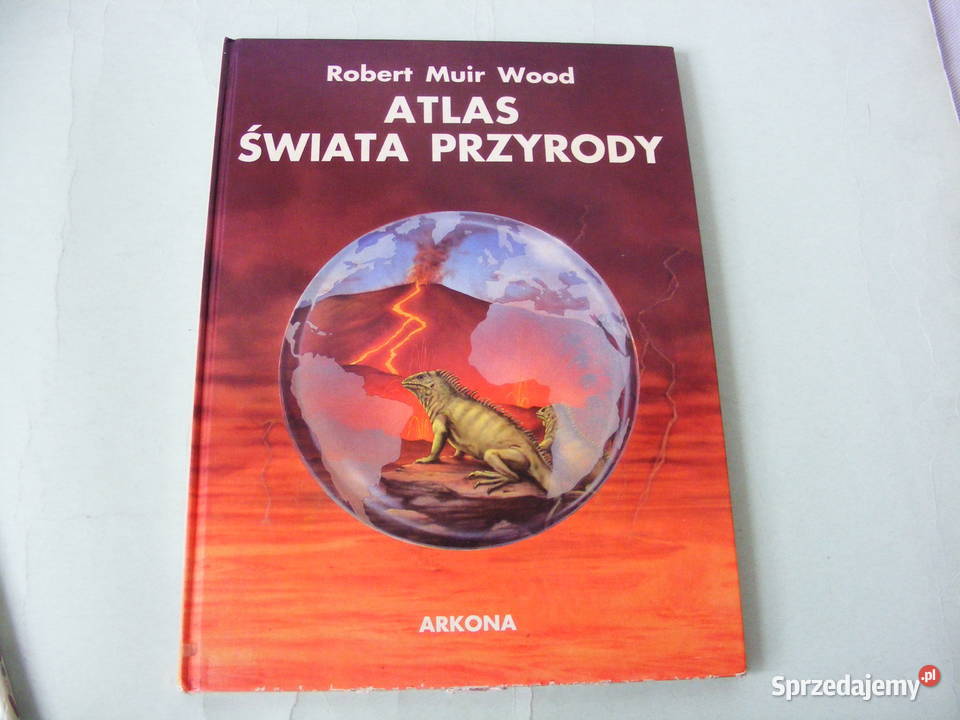 Robert Muir Wood
ATLAS
ŚWIATA PRZYRODY
ARKONA
Sprzedajemy.pl